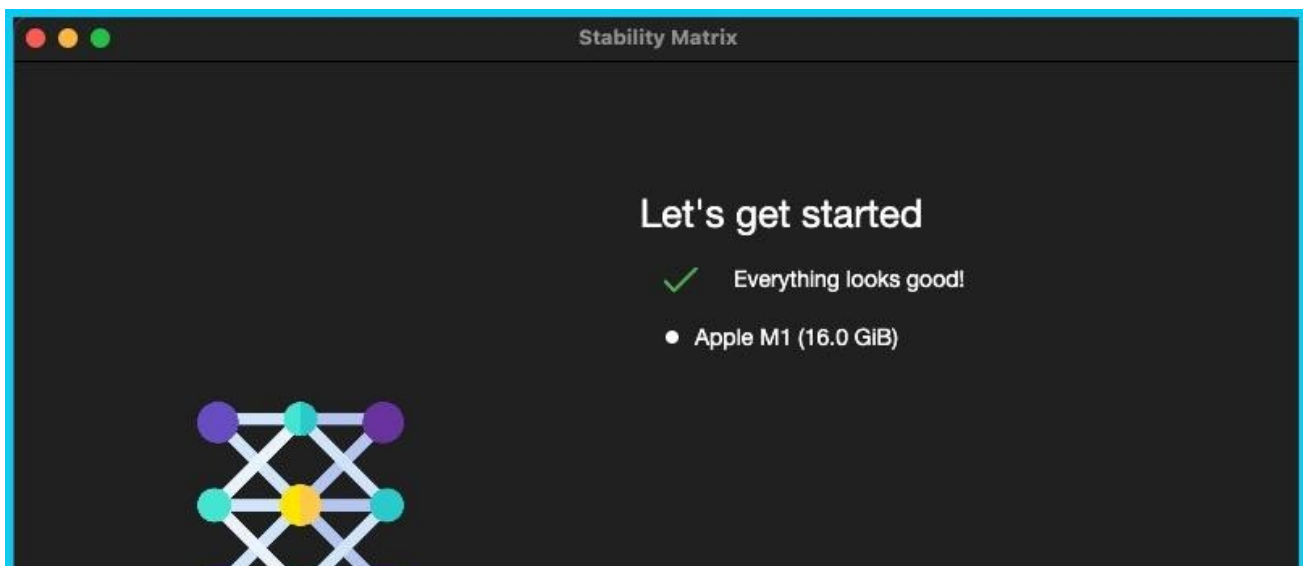 Stability Matrix
Let's get started
Everything looks good!
Apple M1 (16.0 GiB)